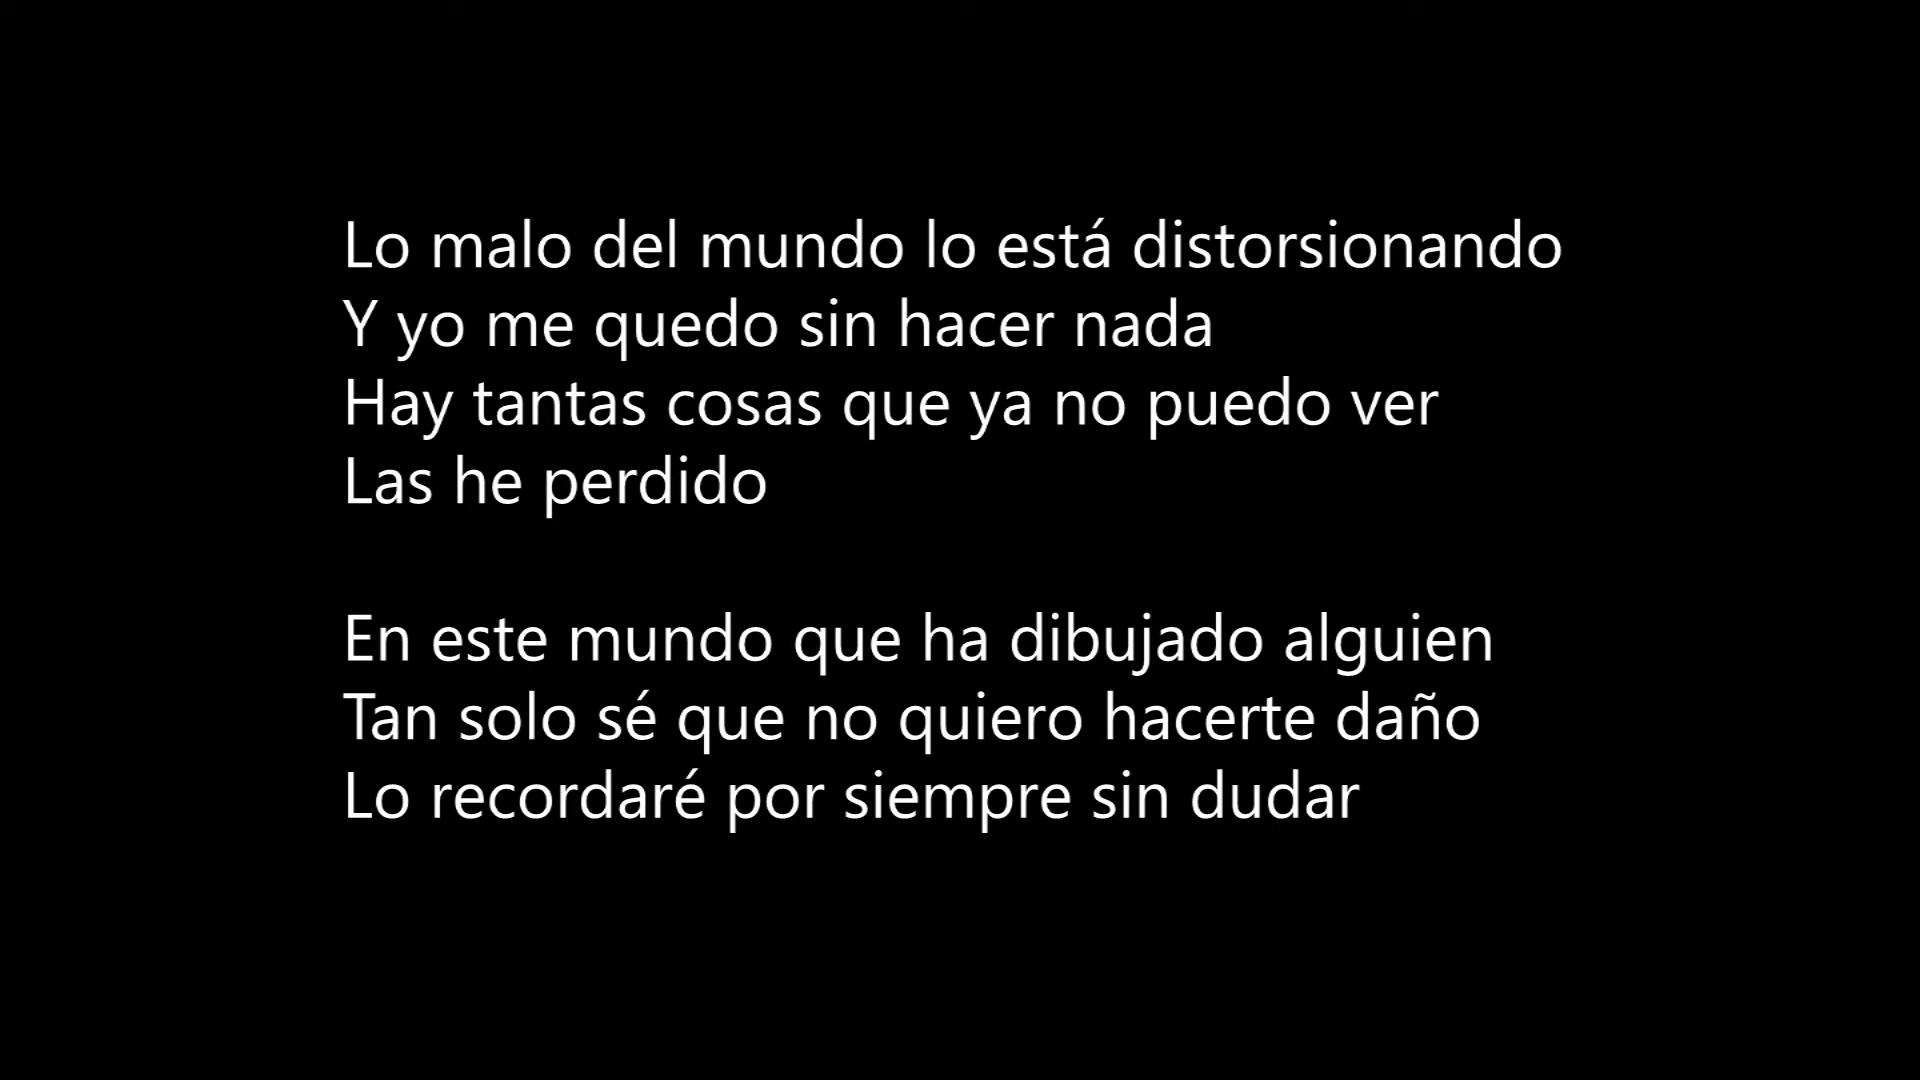 Lo malo del mundo lo está distorsionando
Y yo me quedo sin hacer nada
Hay tantas cosas que ya no puedo ver
Las he perdido
En este mundo que ha dibujado alguien
Tan solo sé que no quiero hacerte daño
Lo recordaré por siempre sin dudar